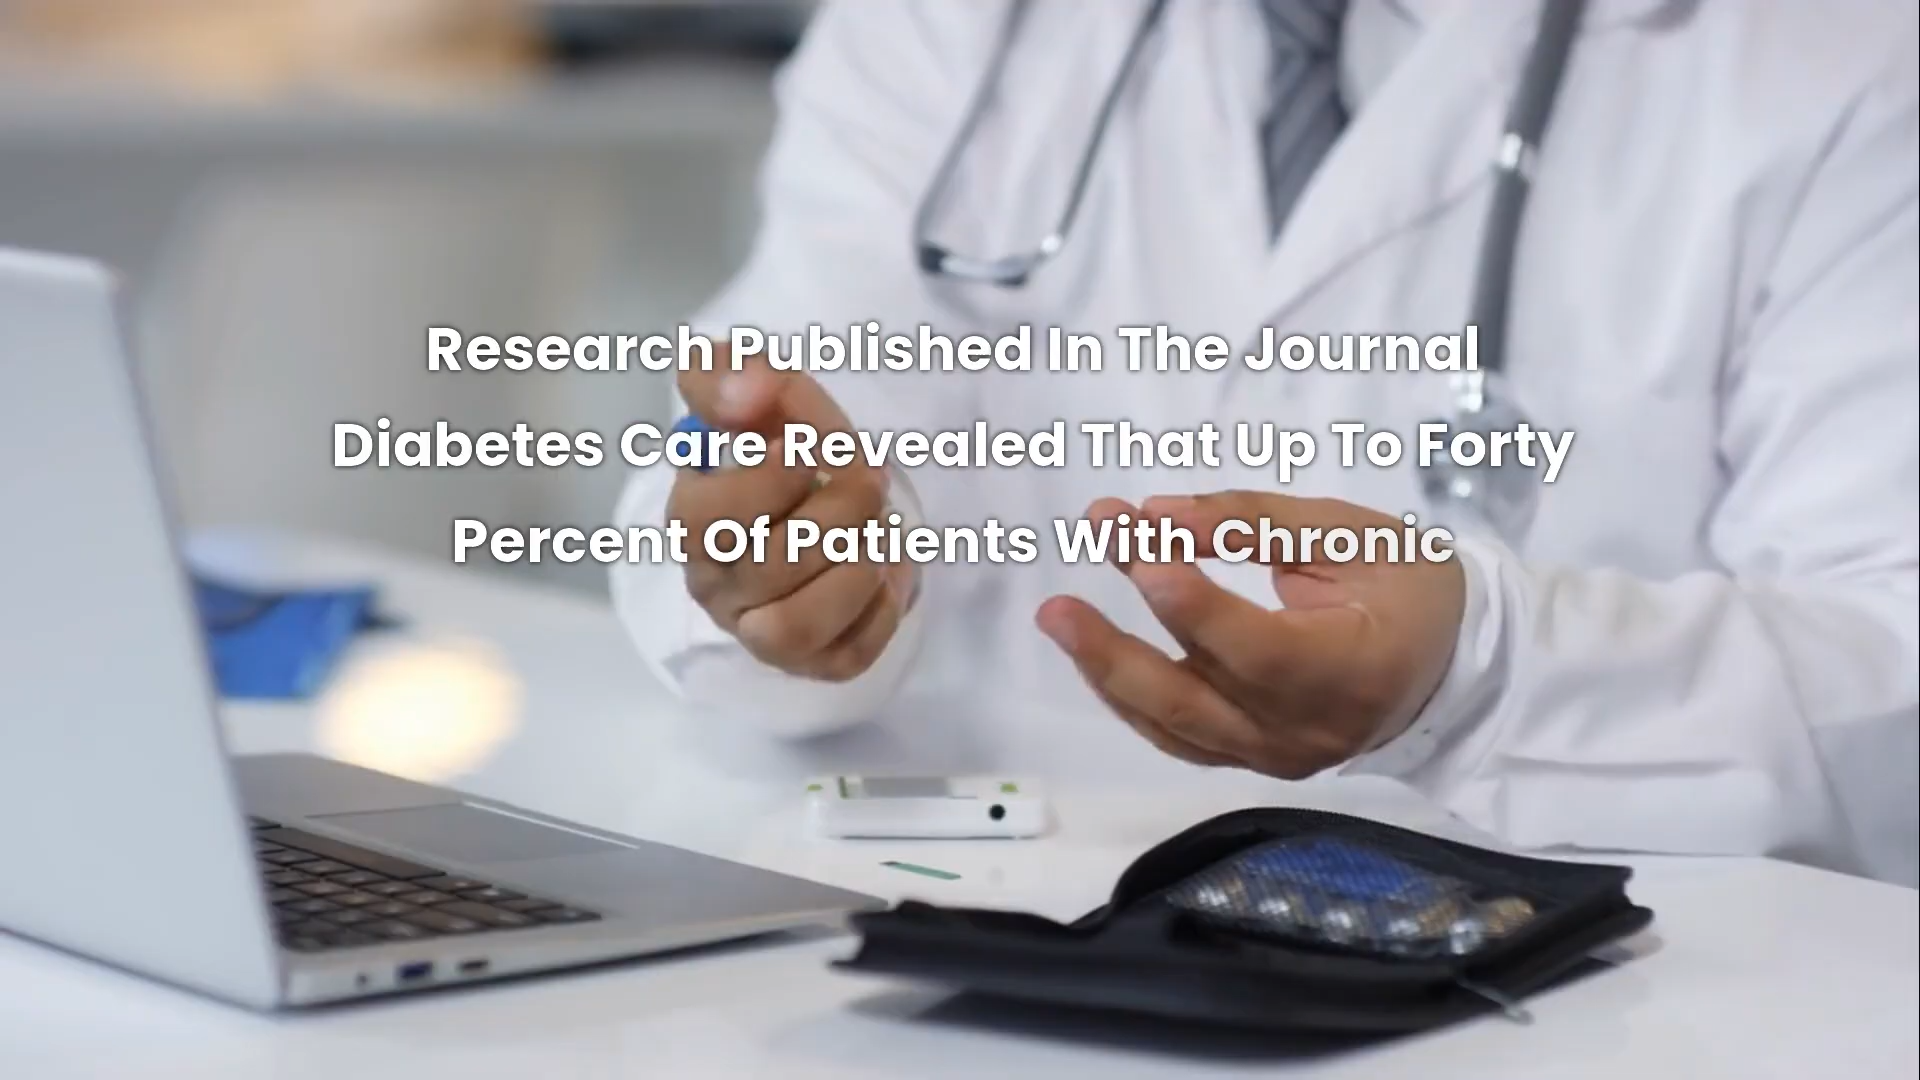 Research Published In The Journal
Diabetes Care Revealed That Up To Forty
Percent Of Patients With Chronic